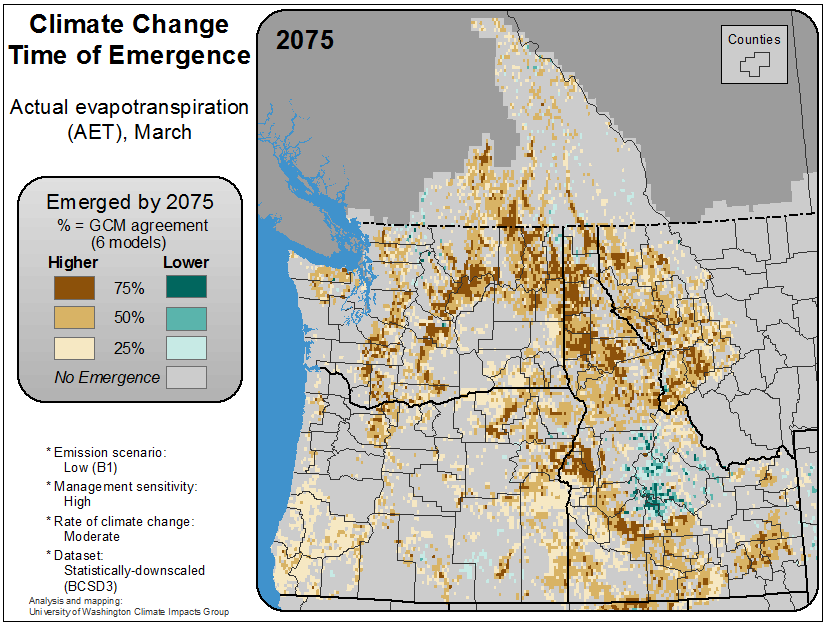 Climate Change
Time of Emergence
Actual evapotranspiration
(AET), March
Emerged by 2075
% = GCM agreement
(6 models)
Higher Lower
75%
50%
25%
No Emergence
* Emission scenario:
Low (B1)
* Management sensitivity:
High
* Rate of climate change:
Moderate
* Dataset:
Statistically-downscaled
(BCSD3)
Analysis and mapping:
University of Washington Climate Impacts Group
2075
Counties